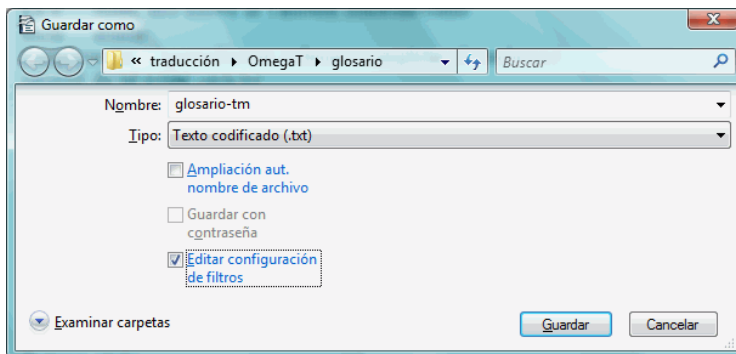 Guardar como
« traducción OmegaT glosario
Buscar
Nombre: glosario-tm
Tipo: Texto codificado (.txt)
Ampliación aut.
nombre de archivo
Guardar con
contraseña
Editar configuración
de filtros
Examinar carpetas
Guardar
Cancelar